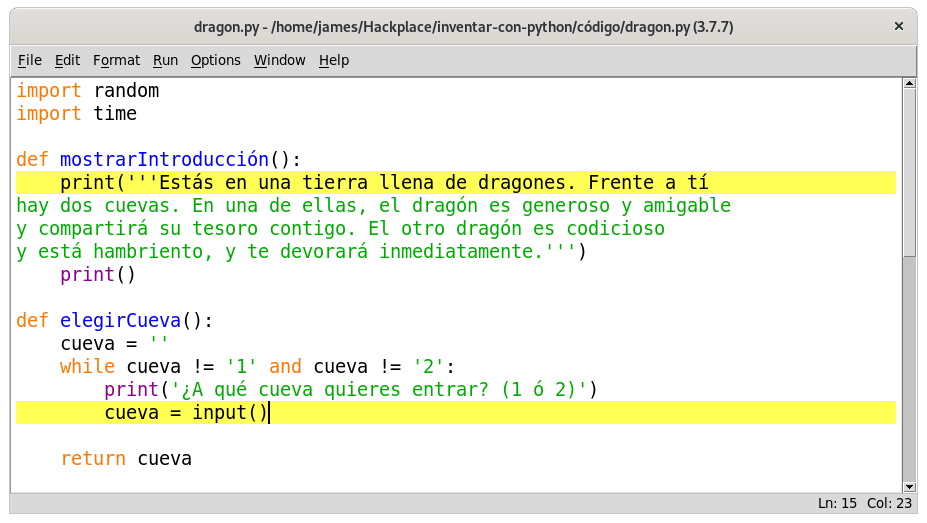 dragon.py - /home/james/Hackplace/inventar-con-python/código/dragon.py (3.7.7)
File Edit Format Run Options Window Help
import random
import time
def mostrarIntroducción():
    print('''Estás en una tierra llena de dragones. Frente a tí
hay dos cuevas. En una de ellas, el dragón es generoso y amigable
y compartirá su tesoro contigo. El otro dragón es codicioso
y está hambriento, y te devorará inmediatamente.''')
    print()
def elegirCueva():
    cueva = ''
    while cueva != '1' and cueva != '2':
        print('¿A qué cueva quieres entrar? (1 ó 2)')
        cueva = input()
    return cueva
Ln: 15 Col: 23